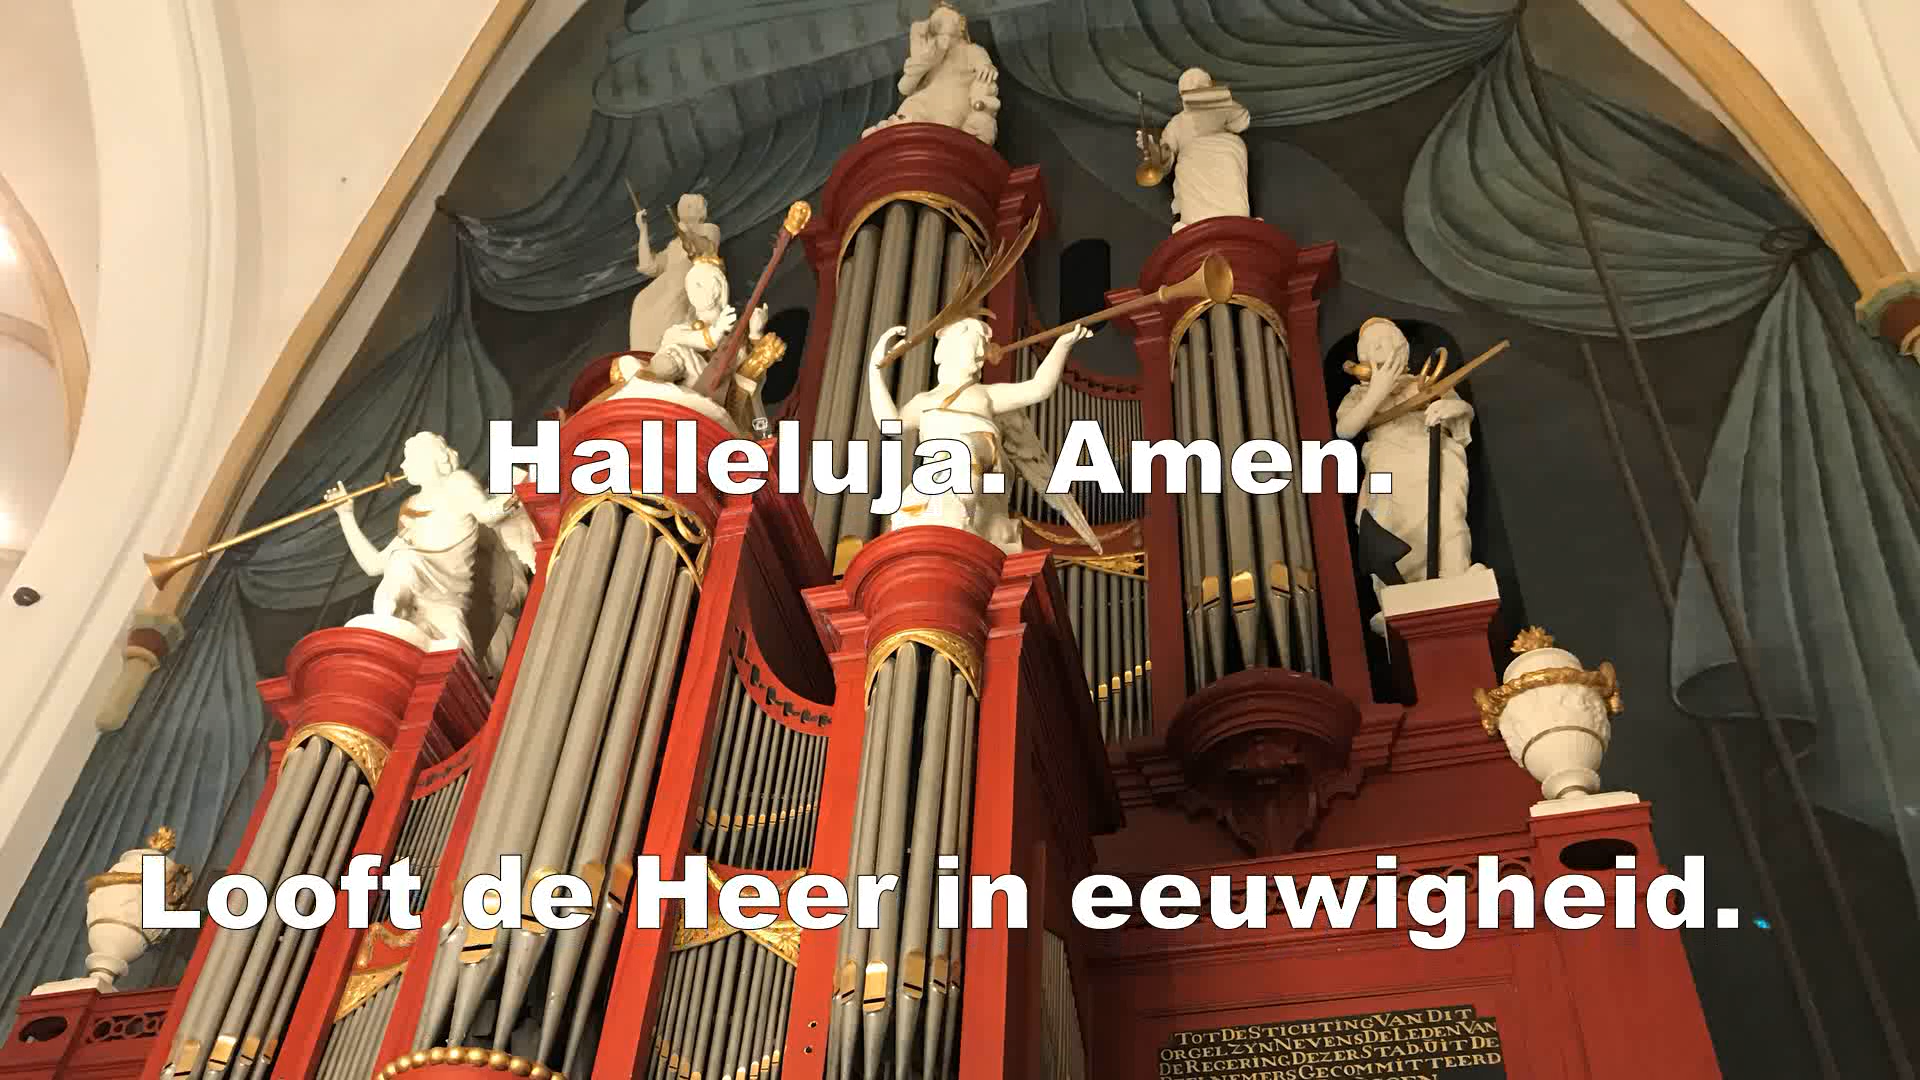 Halleluja. Amen.
Looft de Heer in eeuwigheid.
TOT DE STICHTING VAN DIT
ORGEL ZYN NEVENS DE LEDEN VAN
DE REGERING DEZER STAD, UIT DE
GECOMMITTEERD